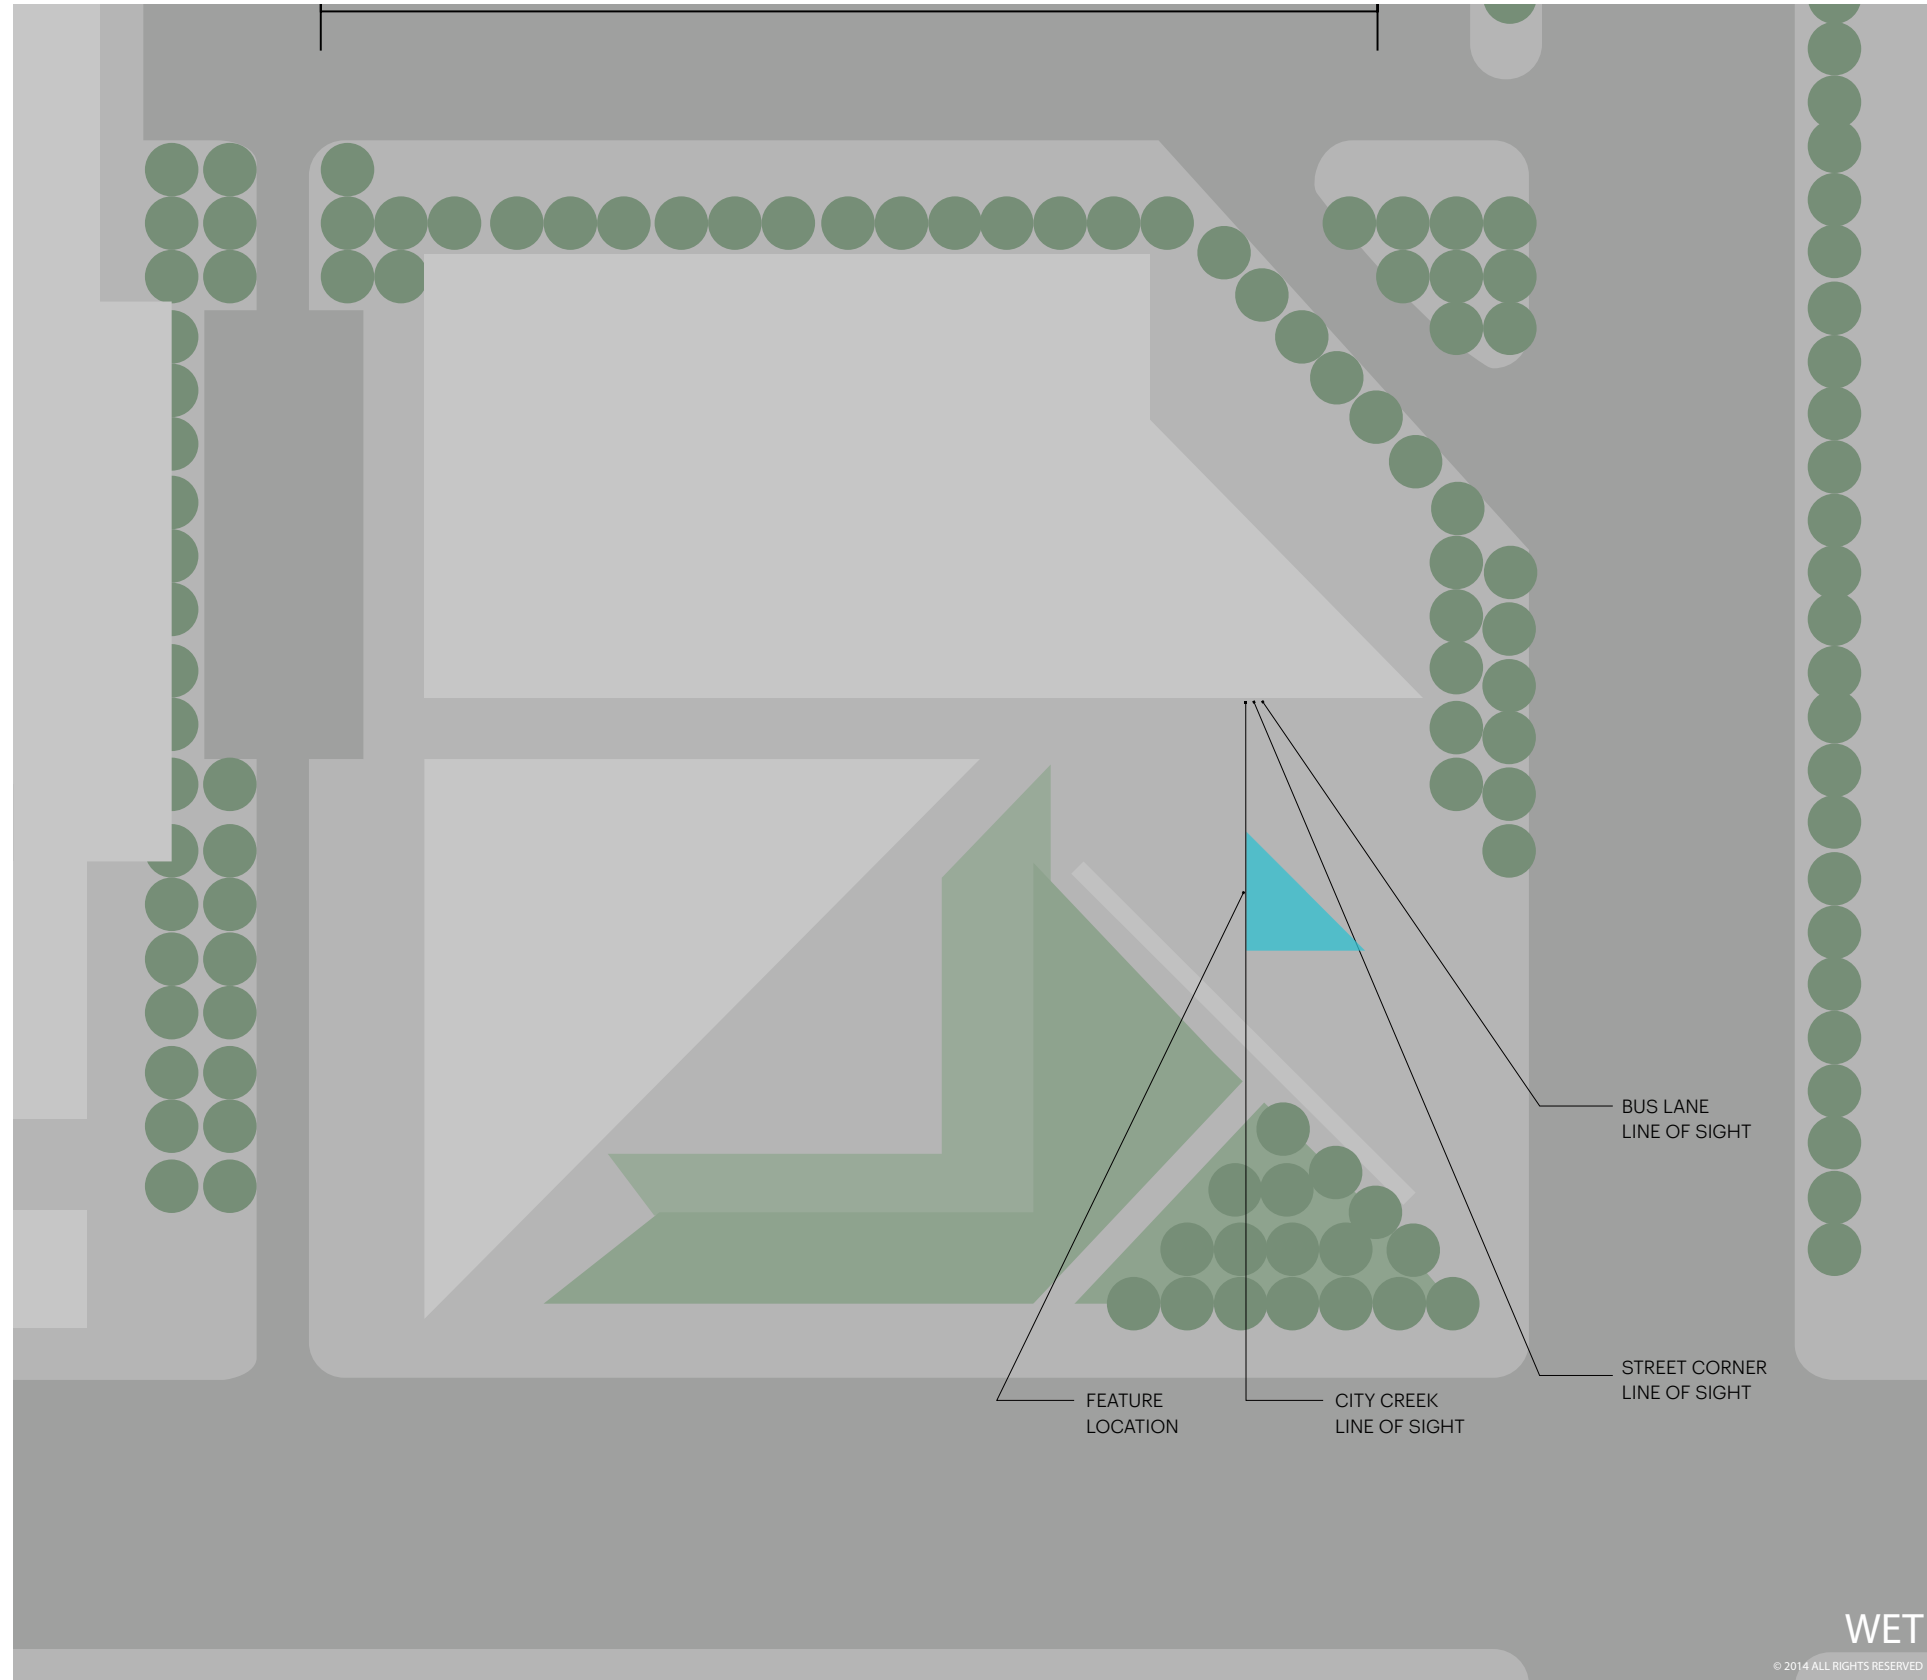 BUS LANE
LINE OF SIGHT
STREET CORNER
LINE OF SIGHT
FEATURE
LOCATION
CITY CREEK
LINE OF SIGHT
WET
© 2014 ALL RIGHTS RESERVED